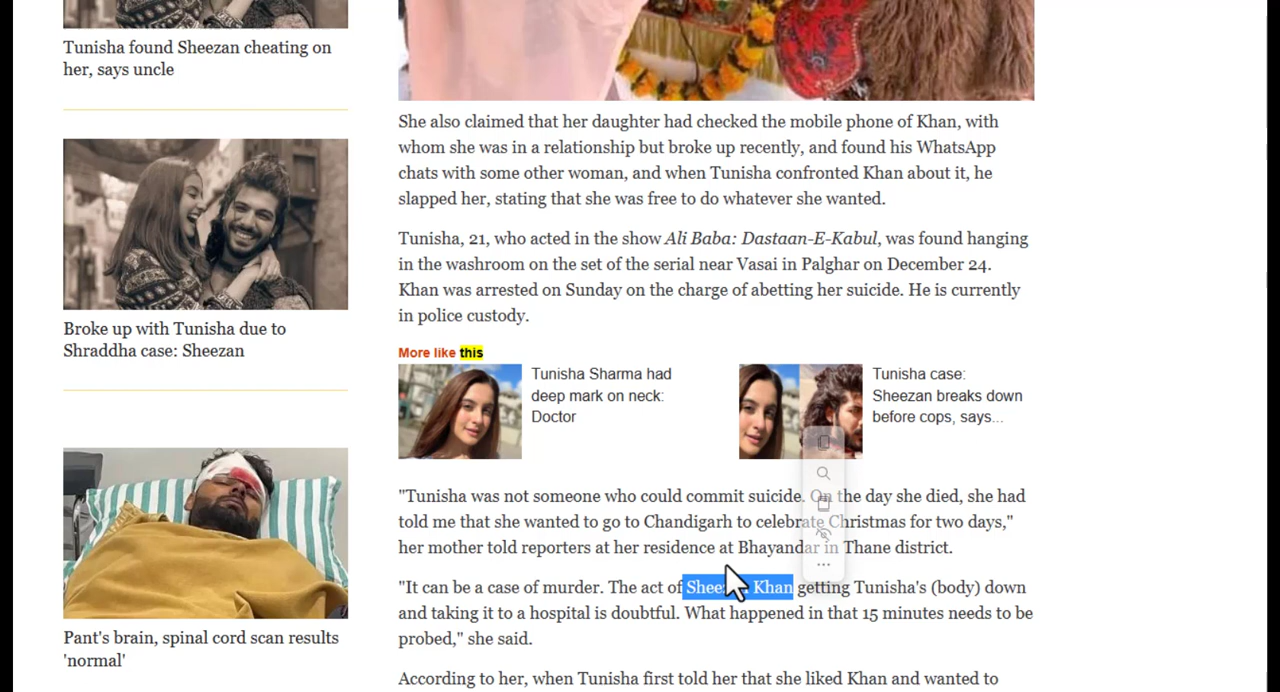 Tunisha found Sheezan cheating on
her, says uncle
Broke up with Tunisha due to
Shraddha case: Sheezan
Pant's brain, spinal cord scan results
'normal'
She also claimed that her daughter had checked the mobile phone of Khan, with
whom she was in a relationship but broke up recently, and found his WhatsApp
chats with some other woman, and when Tunisha confronted Khan about it, he
slapped her, stating that she was free to do whatever she wanted.
Tunisha, 21, who acted in the show Ali Baba: Dastaan-E-Kabul, was found hanging
in the washroom on the set of the serial near Vasai in Palghar on December 24.
Khan was arrested on Sunday on the charge of abetting her suicide. He is currently
in police custody.
More like this
Tunisha Sharma had
deep mark on neck:
Doctor
Tunisha case:
Sheezan breaks down
before cops, says...
"Tunisha was not someone who could commit suicide. On the day she died, she had
told me that she wanted to go to Chandigarh to celebrate Christmas for two days,"
her mother told reporters at her residence at Bhayandar in Thane district.
"It can be a case of murder. The act of Sheezan Khan getting Tunisha's (body) down
and taking it to a hospital is doubtful. What happened in that 15 minutes needs to be
probed," she said.
According to her, when Tunisha first told her that she liked Khan and wanted to